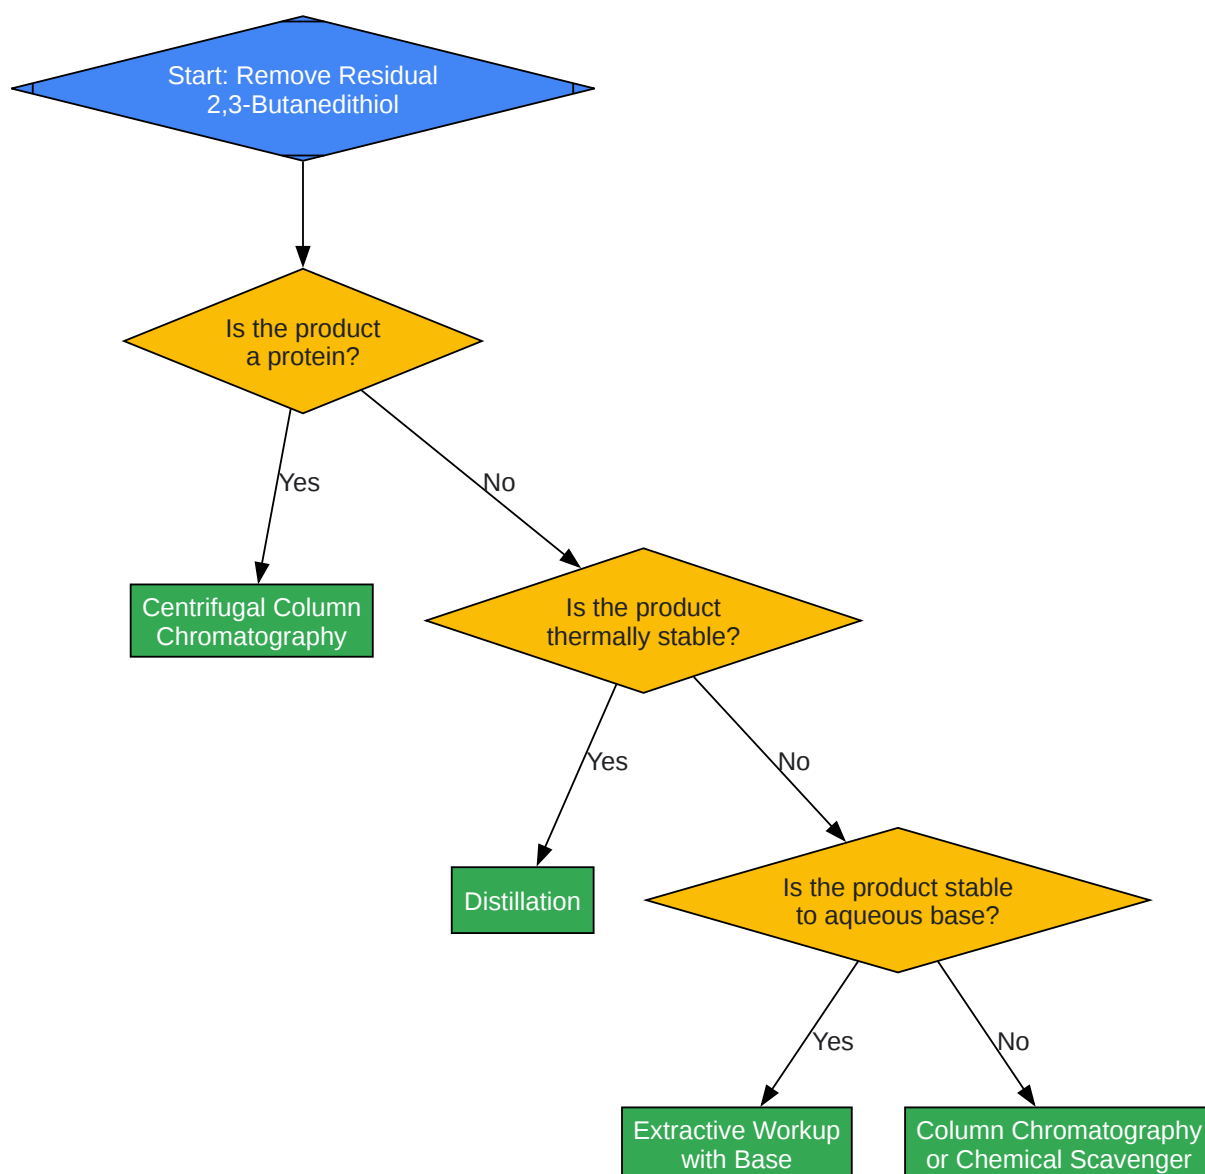 Start: Remove Residual
2,3-Butanedithiol
Is the product
a protein?
Yes
No
Centrifugal Column
Chromatography
Is the product
thermally stable?
Yes
No
Distillation
Is the product stable
to aqueous base?
Yes
No
Extractive Workup
with Base
Column Chromatography
or Chemical Scavenger